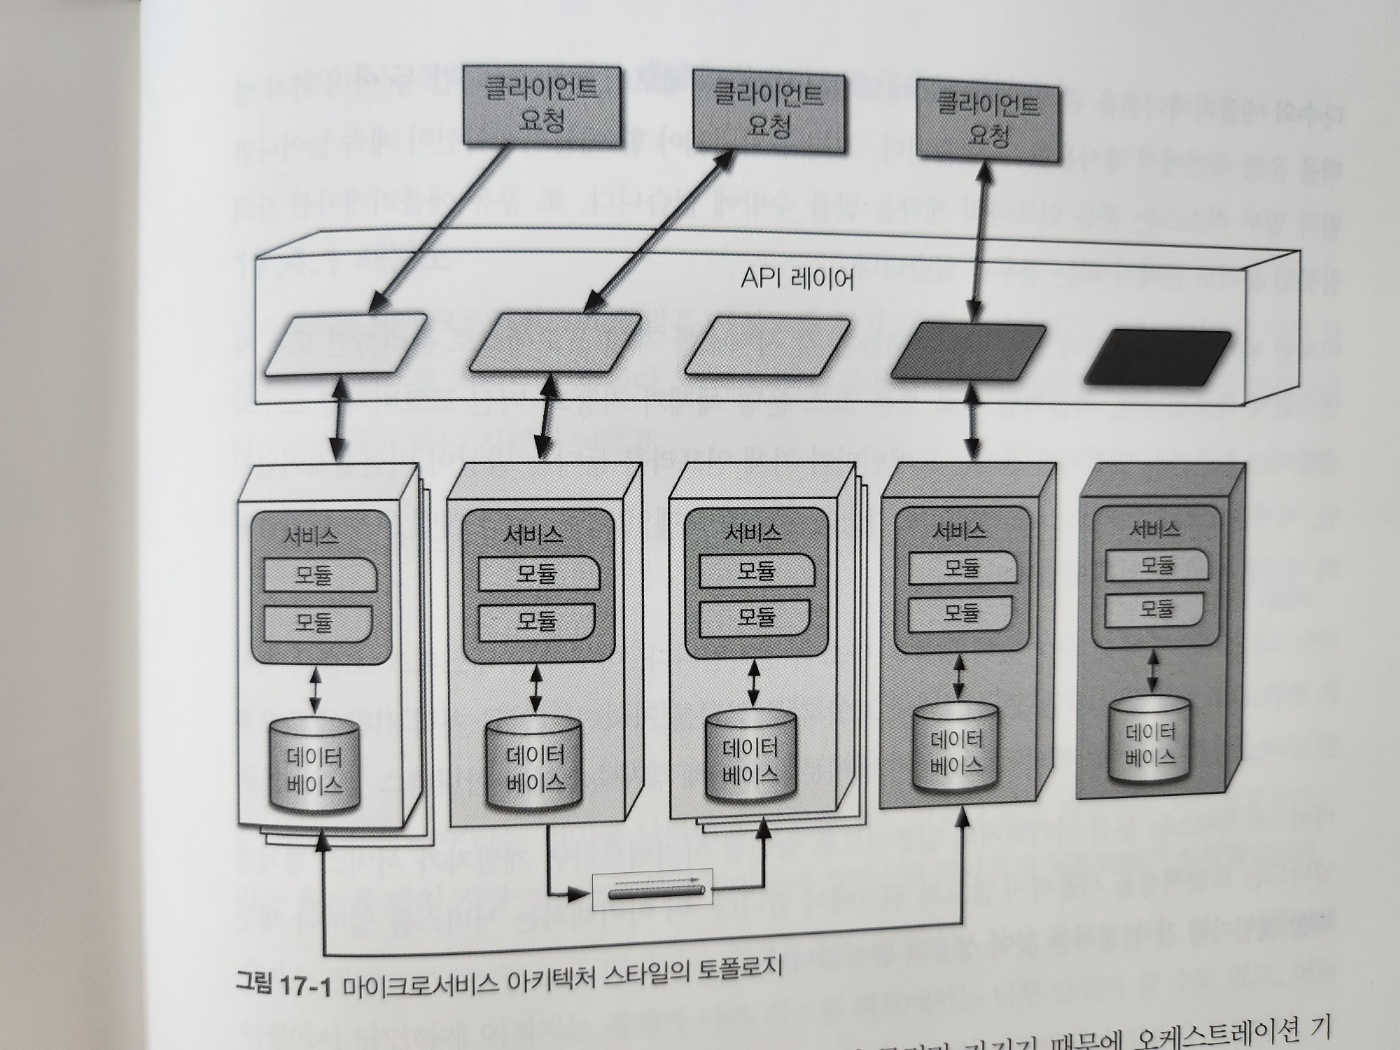 클라이언트
요청
클라이언트
요청
클라이언트
요청
API 레이어
서비스
모듈
모듈
데이터
베이스
서비스
모듈
모듈
데이터
베이스
서비스
모듈
모듈
데이터
베이스
서비스
모듈
모듈
데이터
베이스
서비스
모듈
모듈
데이터
베이스
그림 17-1 마이크로서비스 아키텍처 스타일의 토폴로지
때문에 오케스트레이션 기